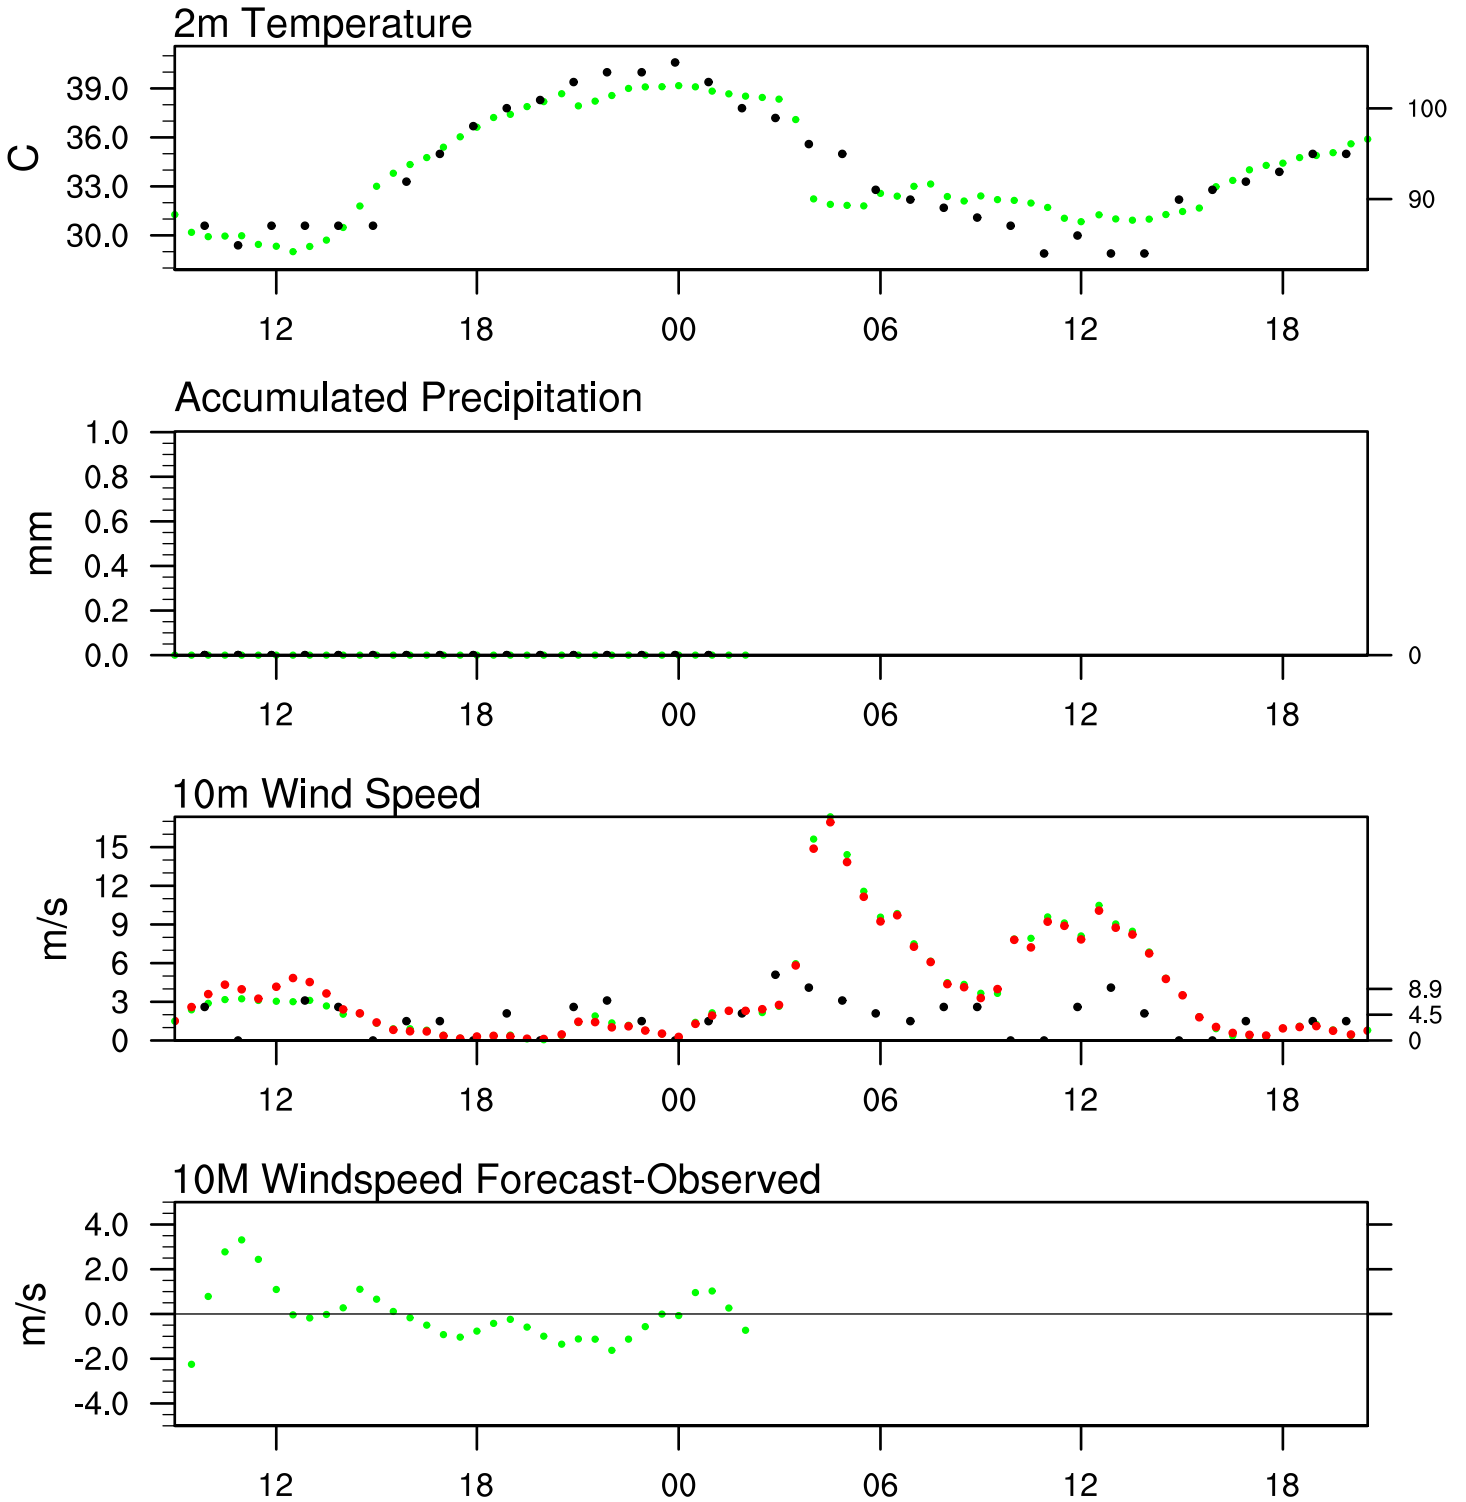 2m Temperature
39.0
36.0
33.0
30.0
C
100
90
12 18 00 06 12 18
Accumulated Precipitation
1.0
0.8
0.6
0.4
0.2
0.0
mm
0
12 18 00 06 12 18
10m Wind Speed
15
12
9
6
3
0
m/s
8.9
4.5
0
12 18 00 06 12 18
10M Windspeed Forecast-Observed
4.0
2.0
0.0
-2.0
-4.0
m/s
12 18 00 06 12 18